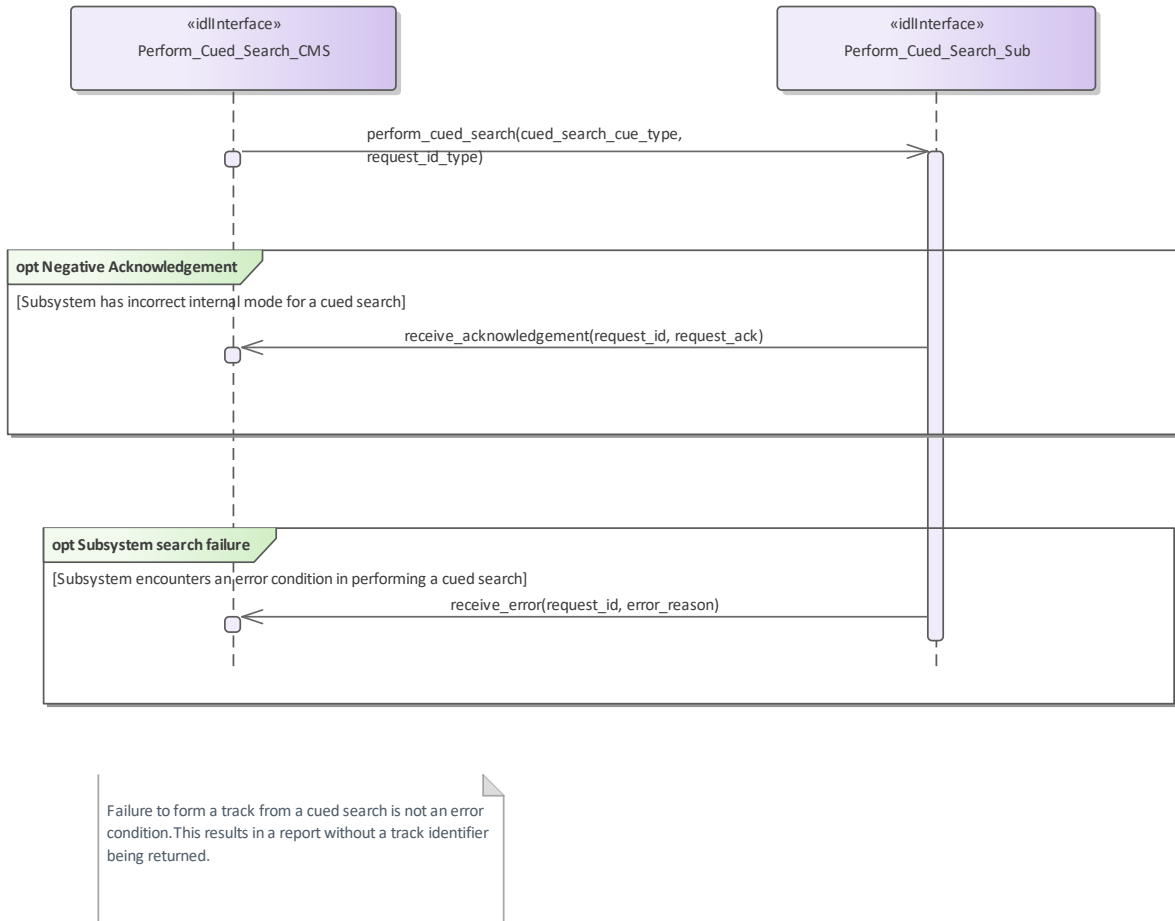 «idlInterface»
Perform_Cued_Search_CMS
«idlInterface»
Perform_Cued_Search_Sub
perform_cued_search(cued_search_cue_type,
request_id_type)
opt Negative Acknowledgement
[Subsystem has incorrect internal mode for a cued search]
receive_acknowledgement(request_id, request_ack)
opt Subsystem search failure
[Subsystem encounters an error condition in performing a cued search]
receive_error(request_id, error_reason)
Failure to form a track from a cued search is not an error
condition.This results in a report without a track identifier
being returned.